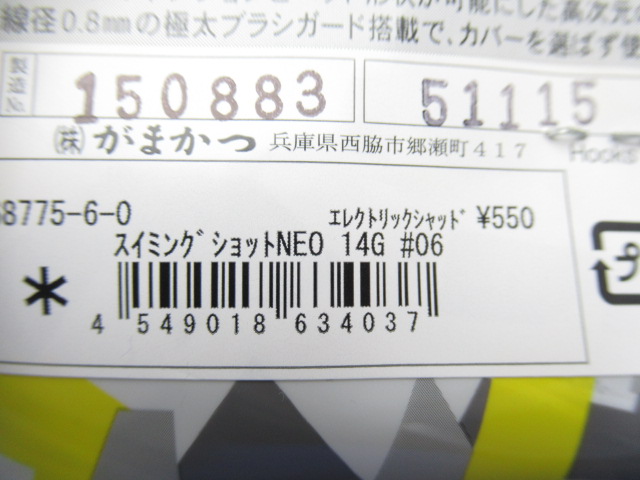 線径0.8mmの極太ブラシガード搭載で、カバーを選ばず使
製造No. 150883 51115
㈱がまかつ 兵庫県西脇市郷瀬町417 Hooks
68775-6-0 エレクトリックシャッド ¥550
スイミングショットNEO 14G #06
*
4 549018 634037
プ